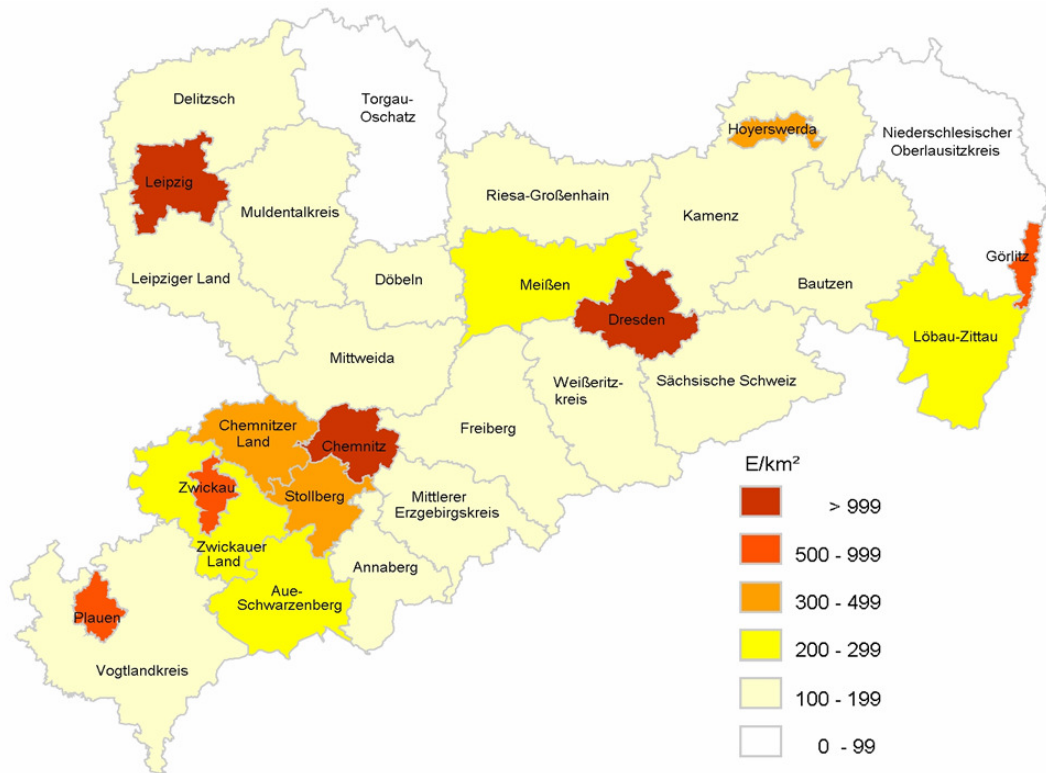 Delitzsch
Torgau-
Oschatz
Hoyerswerda
Niederschlesischer
Oberlausitzkreis
Leipzig
Muldentalkreis
Riesa-Großenhain
Kamenz
Leipziger Land
Döbeln
Meißen
Görlitz
Bautzen
Dresden
Löbau-Zittau
Mittweida
Weißeritz-
kreis
Sächsische Schweiz
Chemnitzer
Land
Chemnitz
Freiberg
Zwickau
Stollberg
Mittlerer
Erzgebirgskreis
Zwickauer
Land
Annaberg
Aue-
Schwarzenberg
Plauen
Vogtlandkreis
E/km²
> 999
500 - 999
300 - 499
200 - 299
100 - 199
0 - 99